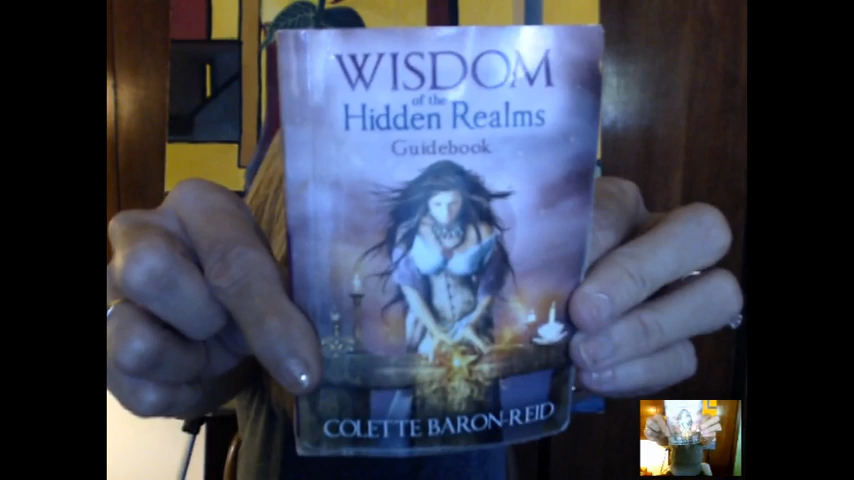 WISDOM
of the
Hidden Realms
Guidebook
COLETTE BARON-REID